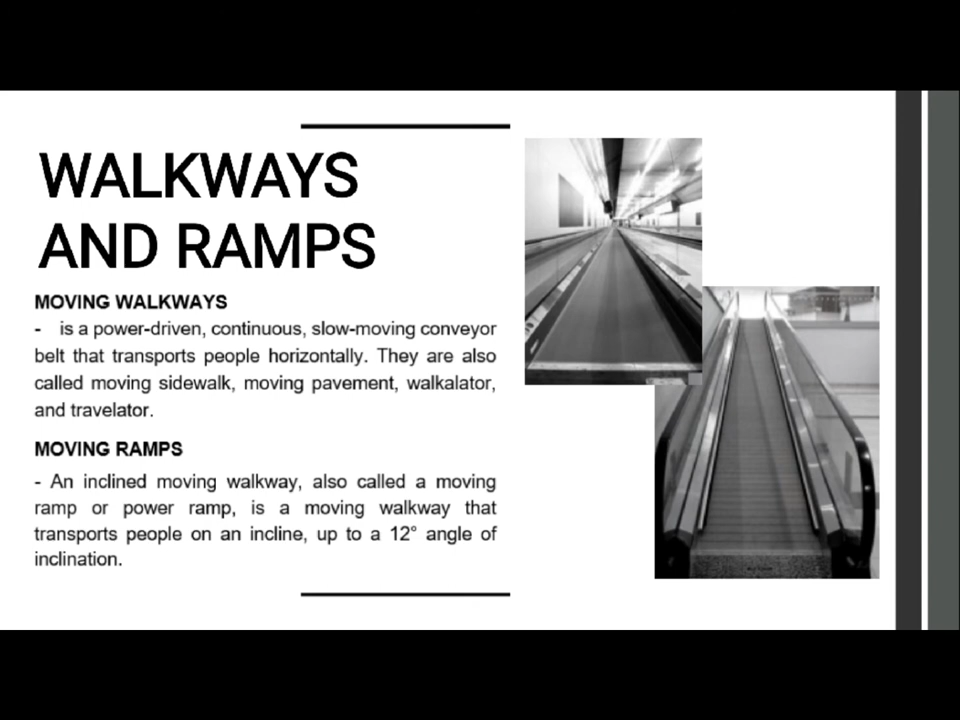 WALKWAYS
AND RAMPS
MOVING WALKWAYS
- is a power-driven, continuous, slow-moving conveyor
belt that transports people horizontally. They are also
called moving sidewalk, moving pavement, walkalator,
and travelator.
MOVING RAMPS
- An inclined moving walkway, also called a moving
ramp or power ramp, is a moving walkway that
transports people on an incline, up to a 12° angle of
inclination.